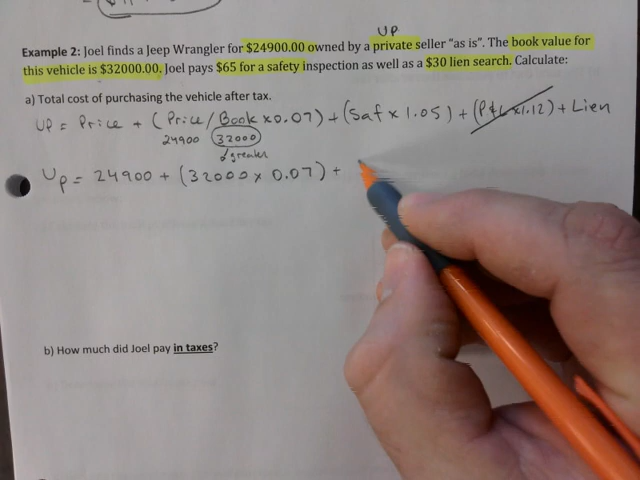 UP
Example 2: Joel finds a Jeep Wrangler for $24900.00 owned by a private seller "as is". The book value for
this vehicle is $32000.00. Joel pays $65 for a safety inspection as well as a $30 lien search. Calculate:
a) Total cost of purchasing the vehicle after tax.
UP = Price + (Price/Book x 0.07) + (Saf x 1.05) + (P+L x 1.12) + Lien
24900 32000
greater
Up = 24900 + (32000 x 0.07) +
b) How much did Joel pay in taxes?